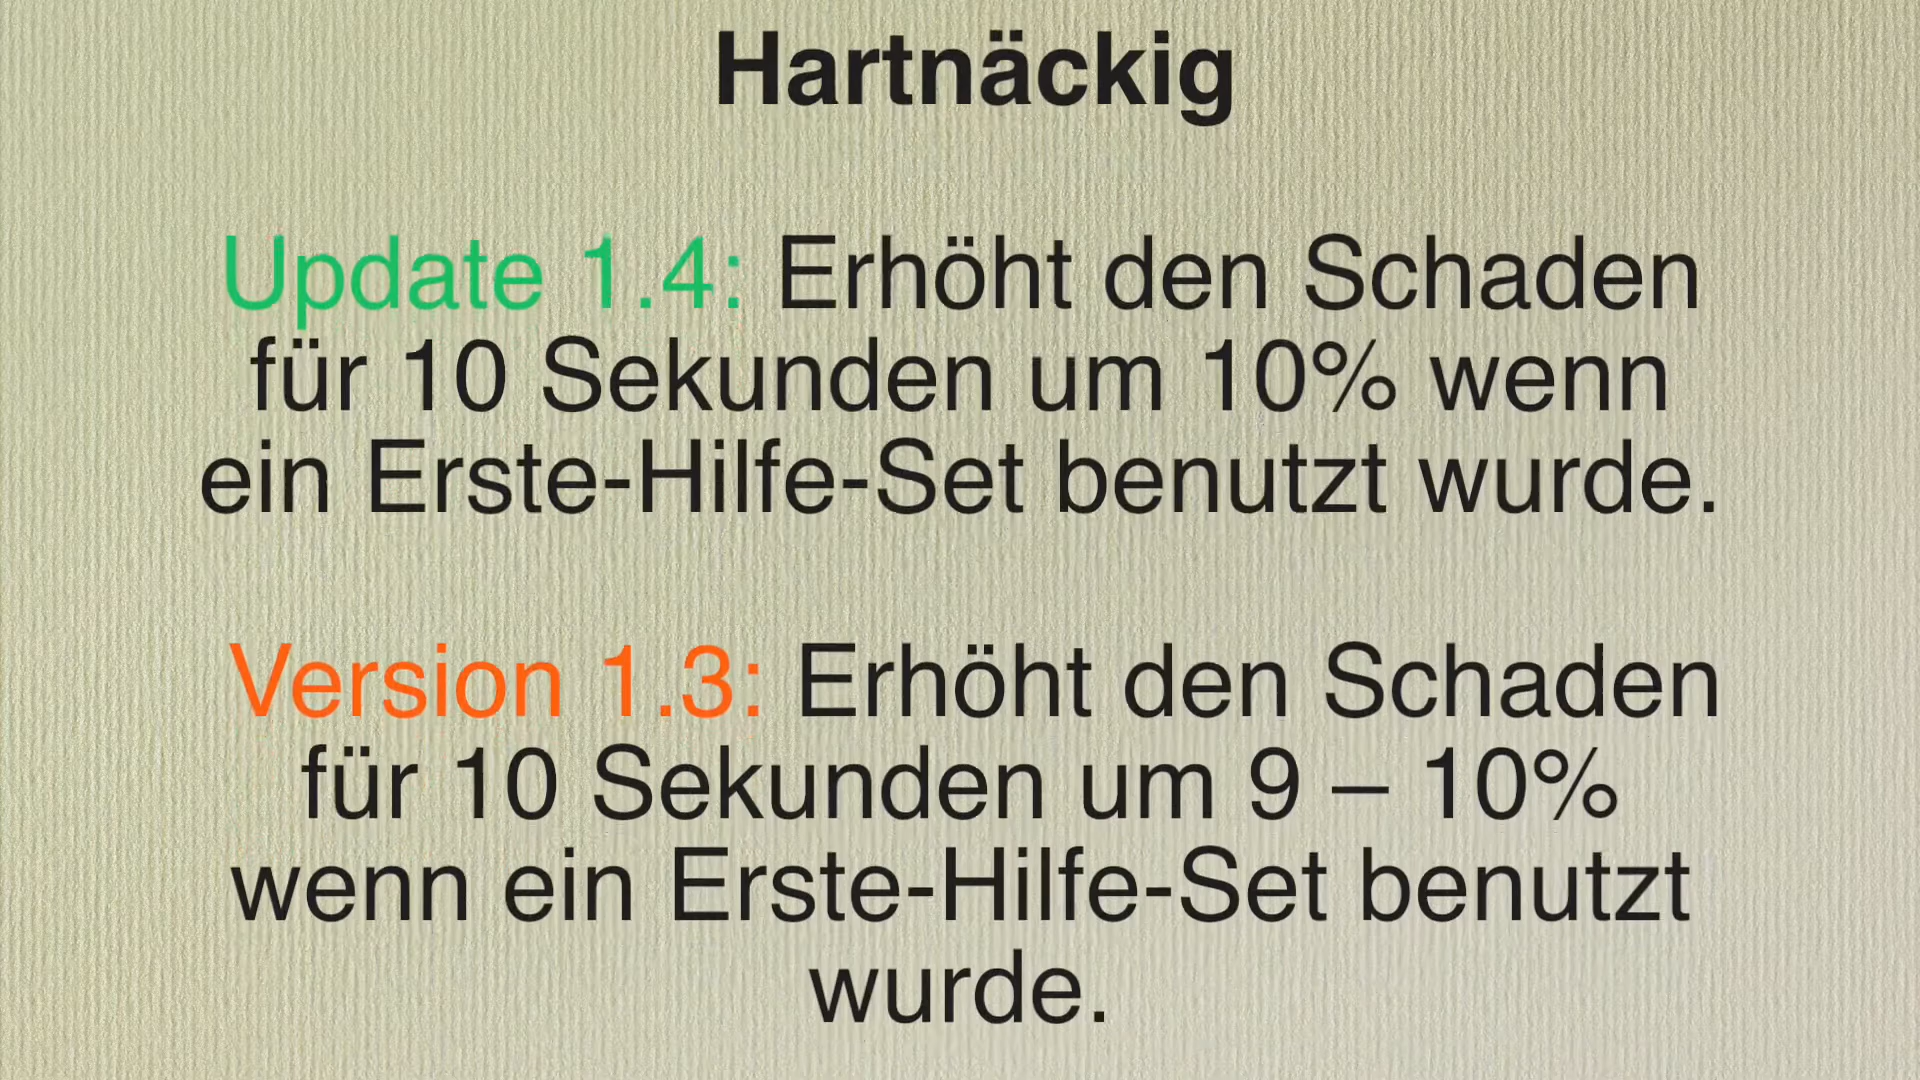 Hartnäckig
Update 1.4: Erhöht den Schaden
für 10 Sekunden um 10% wenn
ein Erste-Hilfe-Set benutzt wurde.
Version 1.3: Erhöht den Schaden
für 10 Sekunden um 9 – 10%
wenn ein Erste-Hilfe-Set benutzt
wurde.